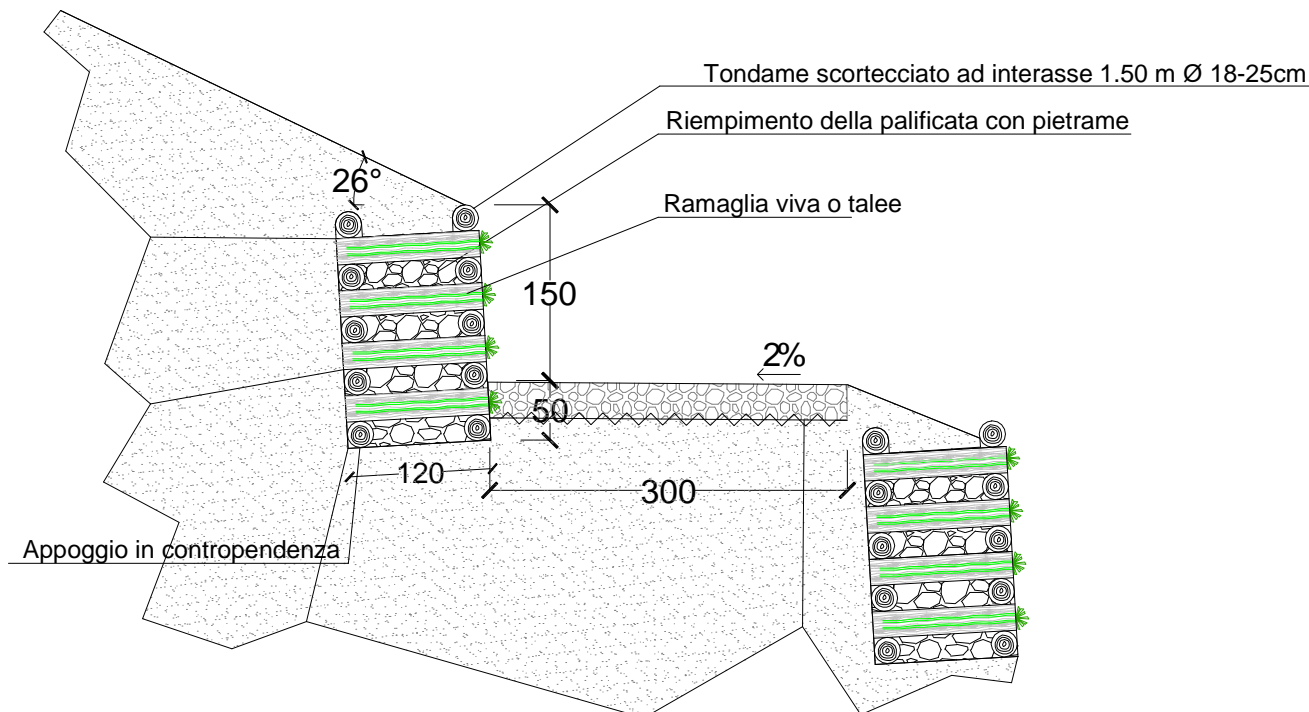 Tondame scortecciato ad interasse 1.50 m Ø 18-25cm
Riempimento della palificata con pietrame
26°
Ramaglia viva o talee
150
2%
50
120
300
Appoggio in contropendenza